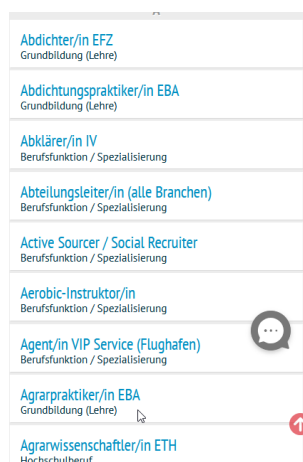 Abdichter/in EFZ
Grundbildung (Lehre)
Abdichtungspraktiker/in EBA
Grundbildung (Lehre)
Abklärer/in IV
Berufsfunktion / Spezialisierung
Abteilungsleiter/in (alle Branchen)
Berufsfunktion / Spezialisierung
Active Sourcer / Social Recruiter
Berufsfunktion / Spezialisierung
Aerobic-Instruktor/in
Berufsfunktion / Spezialisierung
Agent/in VIP Service (Flughafen)
Berufsfunktion / Spezialisierung
Agrarpraktiker/in EBA
Grundbildung (Lehre)
Agrarwissenschaftler/in ETH
Hochschulberuf